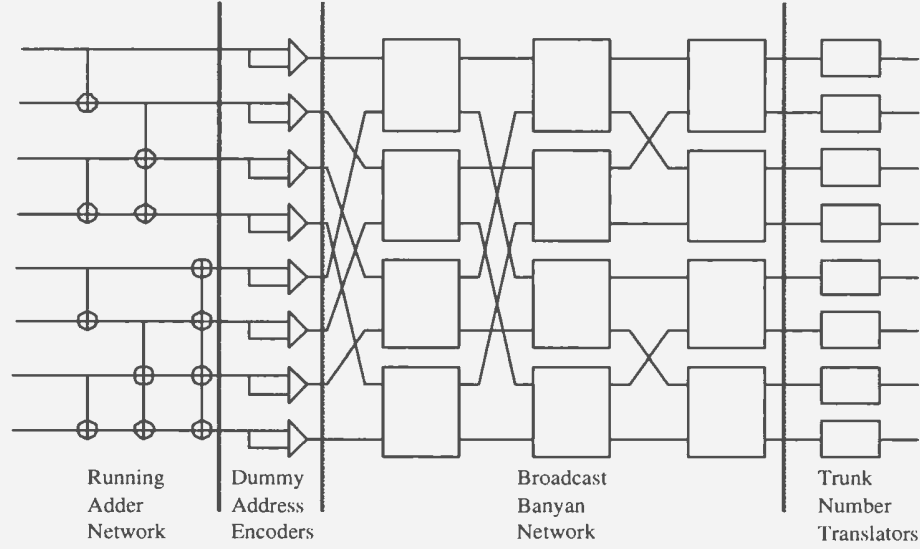 Running
Adder
Network
Dummy
Address
Encoders
Broadcast
Banyan
Network
Trunk
Number
Translators